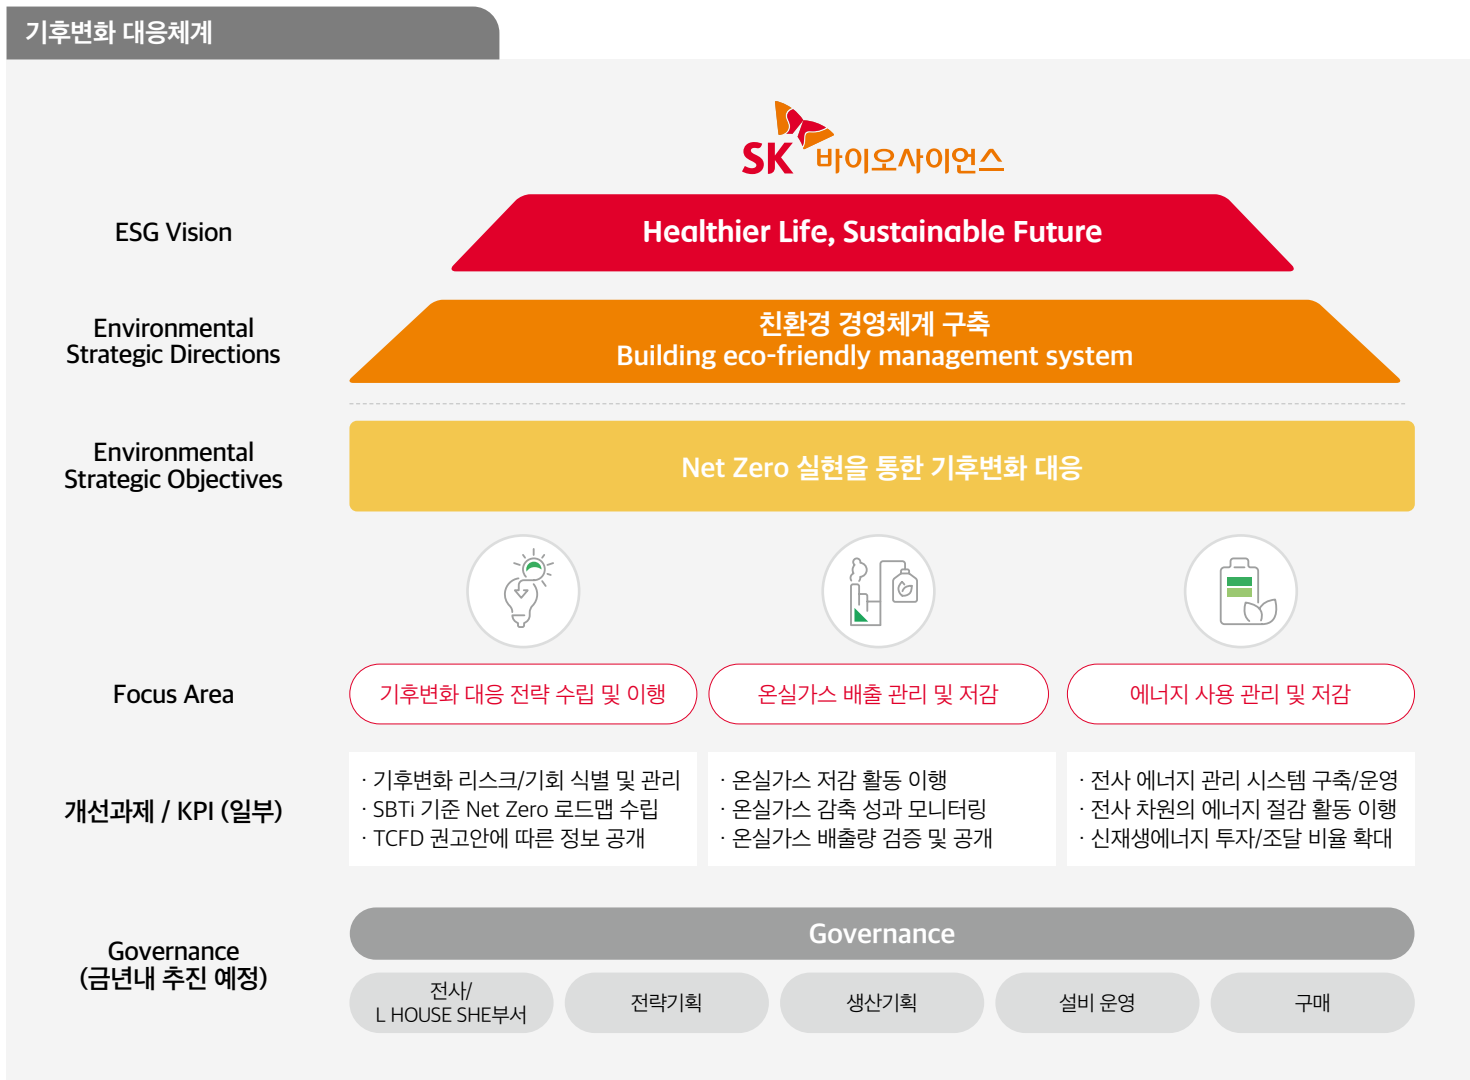 기후변화 대응체계
SK 바이오사이언스
ESG Vision
Healthier Life, Sustainable Future
Environmental
Strategic Directions
친환경 경영체계 구축
Building eco-friendly management system
Environmental
Strategic Objectives
Net Zero 실현을 통한 기후변화 대응
Focus Area
기후변화 대응 전략 수립 및 이행
온실가스 배출 관리 및 저감
에너지 사용 관리 및 저감
개선과제 / KPI (일부)
· 기후변화 리스크/기회 식별 및 관리
· SBTi 기준 Net Zero 로드맵 수립
· TCFD 권고안에 따른 정보 공개
· 온실가스 저감 활동 이행
· 온실가스 감축 성과 모니터링
· 온실가스 배출량 검증 및 공개
· 전사 에너지 관리 시스템 구축/운영
· 전사 차원의 에너지 절감 활동 이행
· 신재생에너지 투자/조달 비율 확대
Governance
(금년내 추진 예정)
Governance
전사/
L HOUSE SHE부서
전략기획
생산기획
설비 운영
구매